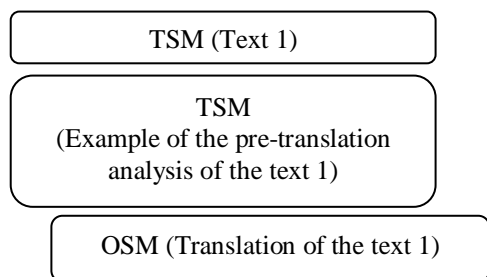 TSM (Text 1)
TSM
(Example of the pre-translation
analysis of the text 1)
OSM (Translation of the text 1)